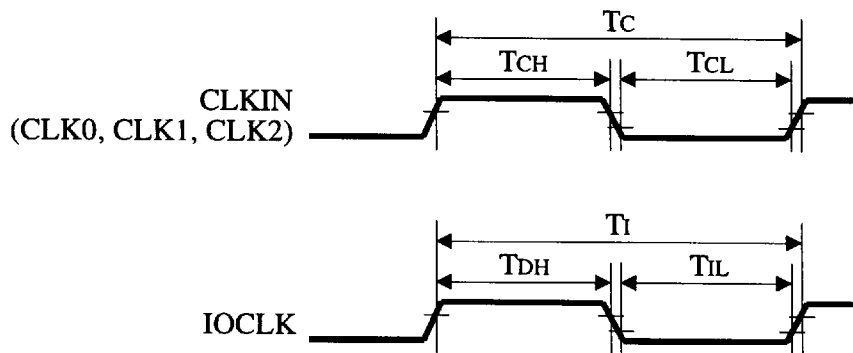 TC
TCH TCL
CLKIN
(CLK0, CLK1, CLK2)
TI
TDH TIL
IOCLK